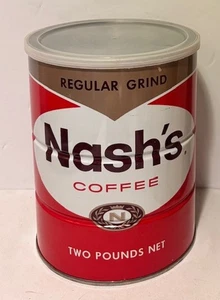 REGULAR GRIND
Nash's
COFFEE
N
TWO POUNDS NET